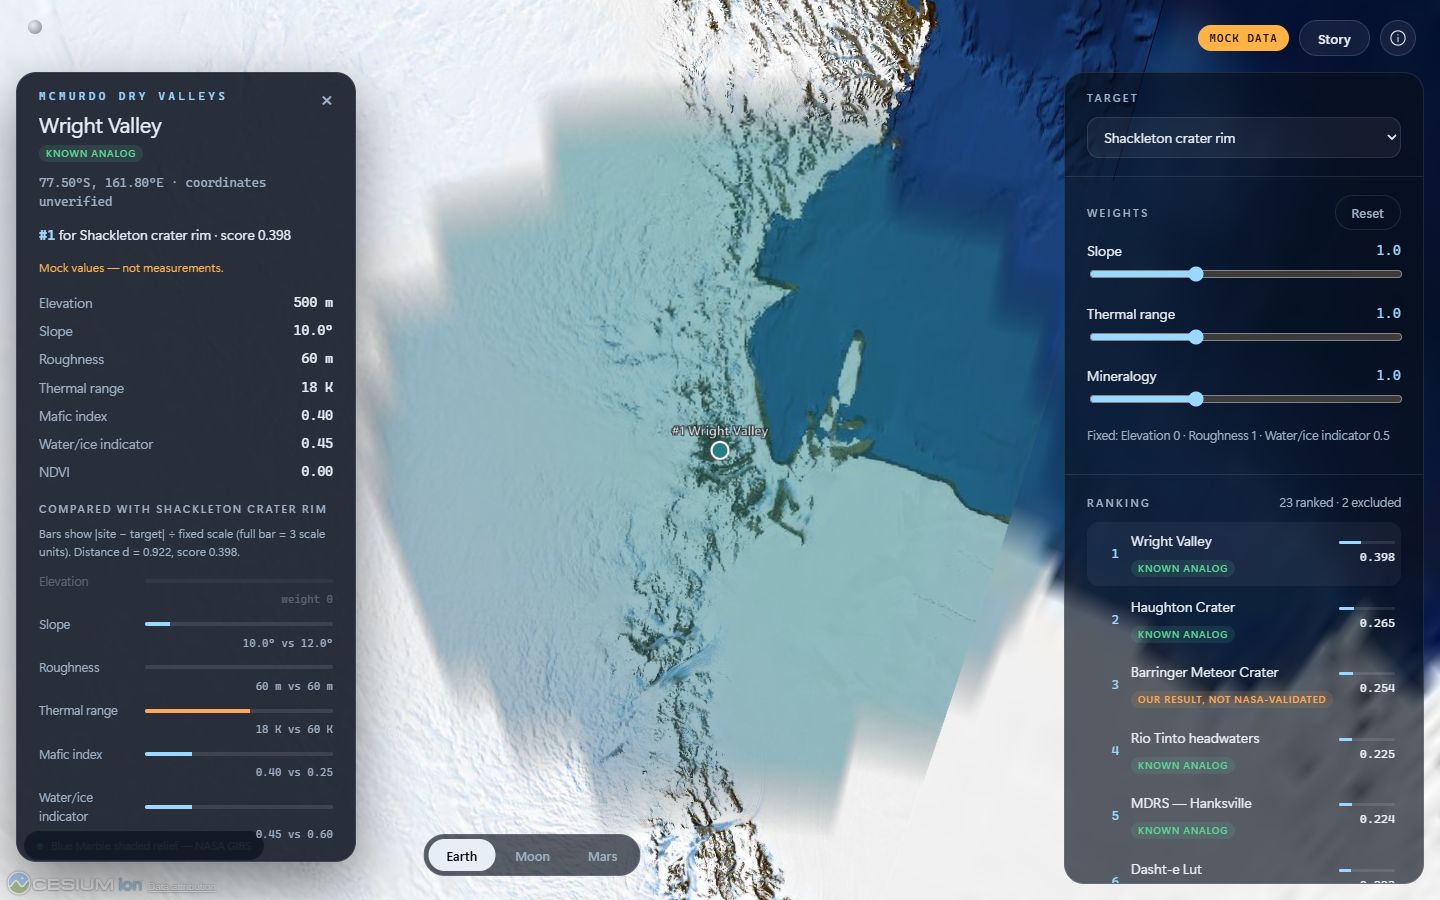 MOCK DATA
Story
MCMURDO DRY VALLEYS
×
Wright Valley
KNOWN ANALOG
77.50°S, 161.80°E · coordinates
unverified
#1 for Shackleton crater rim · score 0.398
Mock values — not measurements.
Elevation 500 m
Slope 10.0°
Roughness 60 m
Thermal range 18 K
Mafic index 0.40
Water/ice indicator 0.45
NDVI 0.00
COMPARED WITH SHACKLETON CRATER RIM
Bars show |site − target| ÷ fixed scale (full bar = 3 scale
units). Distance d = 0.922, score 0.398.
Elevation
weight 0
Slope
10.0° vs 12.0°
Roughness
60 m vs 60 m
Thermal range
18 K vs 60 K
Mafic index
0.40 vs 0.25
Water/ice
indicator
0.45 vs 0.60
Blue Marble shaded relief — NASA GIBS
CESIUM ion Data attribution
#1 Wright Valley
Earth Moon Mars
TARGET
Shackleton crater rim
WEIGHTS Reset
Slope 1.0
Thermal range 1.0
Mineralogy 1.0
Fixed: Elevation 0 · Roughness 1 · Water/ice indicator 0.5
RANKING 23 ranked · 2 excluded
1 Wright Valley 0.398
KNOWN ANALOG
2 Haughton Crater 0.265
KNOWN ANALOG
3 Barringer Meteor Crater 0.254
OUR RESULT, NOT NASA-VALIDATED
4 Rio Tinto headwaters 0.225
KNOWN ANALOG
5 MDRS — Hanksville 0.224
KNOWN ANALOG
6 Dasht-e Lut